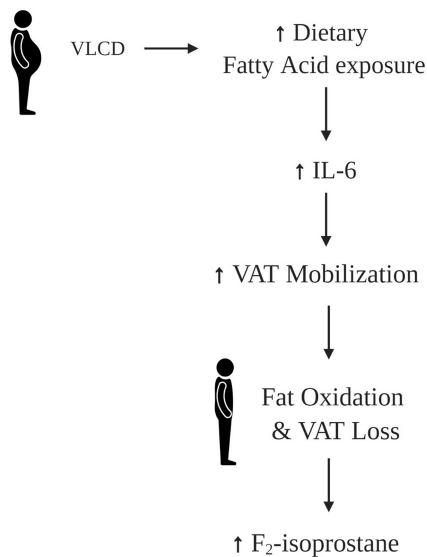 VLCD
↑ Dietary
Fatty Acid exposure
↑ IL-6
↑ VAT Mobilization
Fat Oxidation
& VAT Loss
↑ F₂-isoprostane